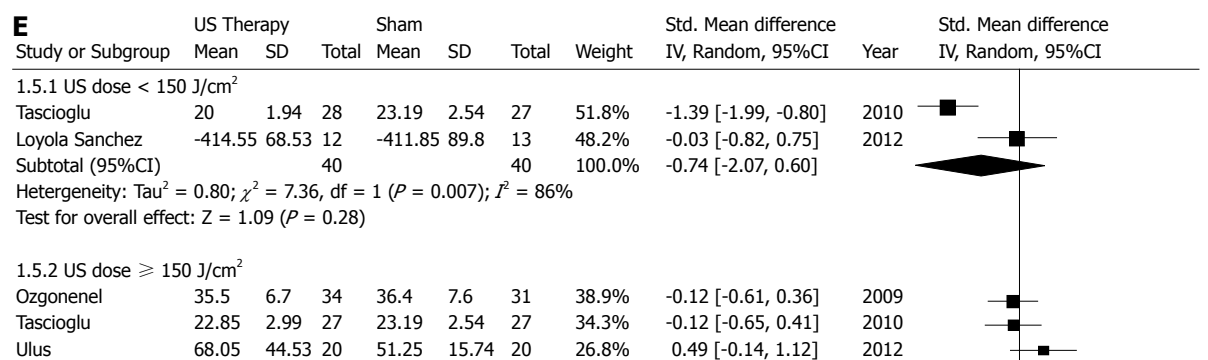 E US Therapy Sham Std. Mean difference Std. Mean difference
Study or Subgroup Mean SD Total Mean SD Total Weight IV, Random, 95%CI Year IV, Random, 95%CI
1.5.1 US dose < 150 J/cm²
Tascioglu 20 1.94 28 23.19 2.54 27 51.8% -1.39 [-1.99, -0.80] 2010
Loyola Sanchez -414.55 68.53 12 -411.85 89.8 13 48.2% -0.03 [-0.82, 0.75] 2012
Subtotal (95%CI) 40 40 100.0% -0.74 [-2.07, 0.60]
Hetergeneity: Tau² = 0.80; χ² = 7.36, df = 1 (P = 0.007); I² = 86%
Test for overall effect: Z = 1.09 (P = 0.28)
1.5.2 US dose ⩾ 150 J/cm²
Ozgonenel 35.5 6.7 34 36.4 7.6 31 38.9% -0.12 [-0.61, 0.36] 2009
Tascioglu 22.85 2.99 27 23.19 2.54 27 34.3% -0.12 [-0.65, 0.41] 2010
Ulus 68.05 44.53 20 51.25 15.74 20 26.8% 0.49 [-0.14, 1.12] 2012